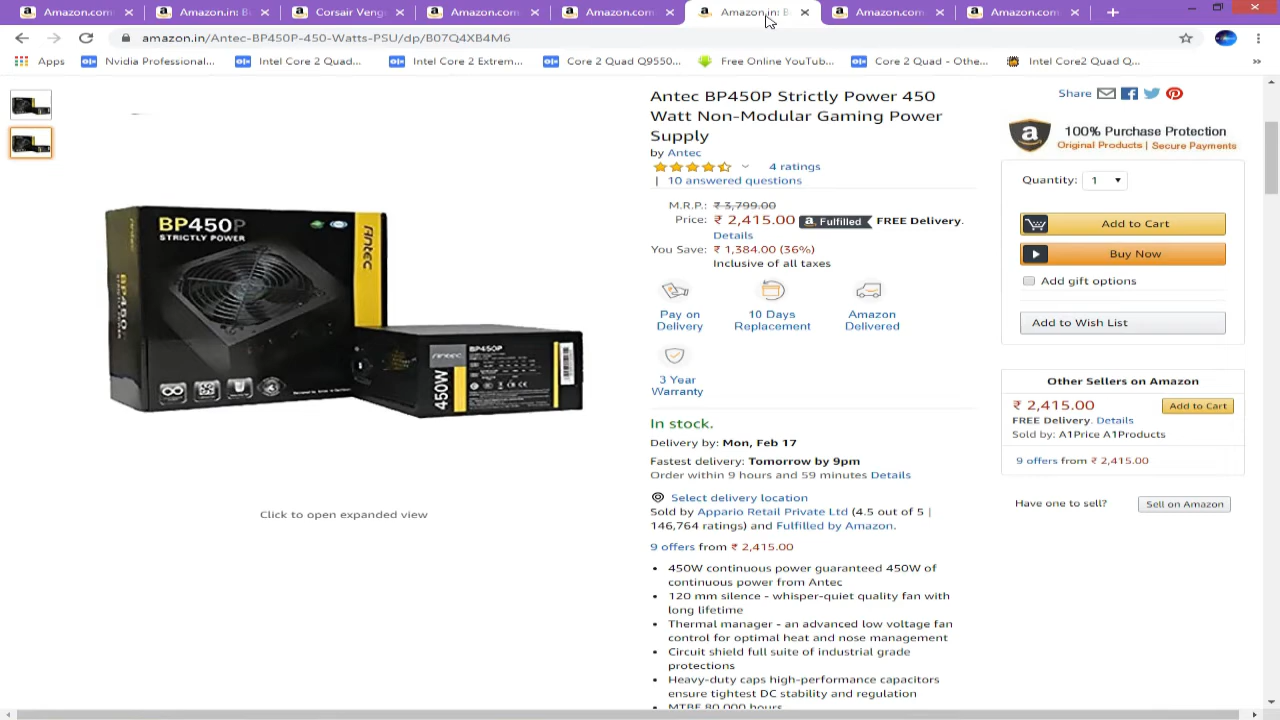 Amazon.com
Amazon.in: B
Corsair Veng
Amazon.com
Amazon.com
Amazon.in: B
Amazon.com
Amazon.com
amazon.in/Antec-BP450P-450-Watts-PSU/dp/B07Q4XB4M6
Apps
Nvidia Professional...
Intel Core 2 Quad...
Intel Core 2 Extrem...
Core 2 Quad Q9550...
Free Online YouTub...
Core 2 Quad - Othe...
Intel Core2 Quad Q...
Antec BP450P Strictly Power 450
Watt Non-Modular Gaming Power
Supply
by Antec
4 ratings
| 10 answered questions
M.R.P.: ₹ 3,799.00
Price: ₹ 2,415.00 a. Fulfilled FREE Delivery.
Details
You Save: ₹ 1,384.00 (36%)
Inclusive of all taxes
Pay on
Delivery
10 Days
Replacement
Amazon
Delivered
3 Year
Warranty
In stock.
Delivery by: Mon, Feb 17
Fastest delivery: Tomorrow by 9pm
Order within 9 hours and 59 minutes Details
Select delivery location
Sold by Appario Retail Private Ltd (4.5 out of 5 |
146,764 ratings) and Fulfilled by Amazon.
9 offers from ₹ 2,415.00
• 450W continuous power guaranteed 450W of
continuous power from Antec
• 120 mm silence - whisper-quiet quality fan with
long lifetime
• Thermal manager - an advanced low voltage fan
control for optimal heat and nose management
• Circuit shield full suite of industrial grade
protections
• Heavy-duty caps high-performance capacitors
ensure tightest DC stability and regulation
• MTBF 80,000 hours
BP450P
STRICTLY POWER
Antec
BP450P
Antec
BP450P
450W
Click to open expanded view
Share
a
100% Purchase Protection
Original Products | Secure Payments
Quantity: 1
Add to Cart
Buy Now
Add gift options
Add to Wish List
Other Sellers on Amazon
₹ 2,415.00
Add to Cart
FREE Delivery. Details
Sold by: A1Price A1Products
9 offers from ₹ 2,415.00
Have one to sell?
Sell on Amazon